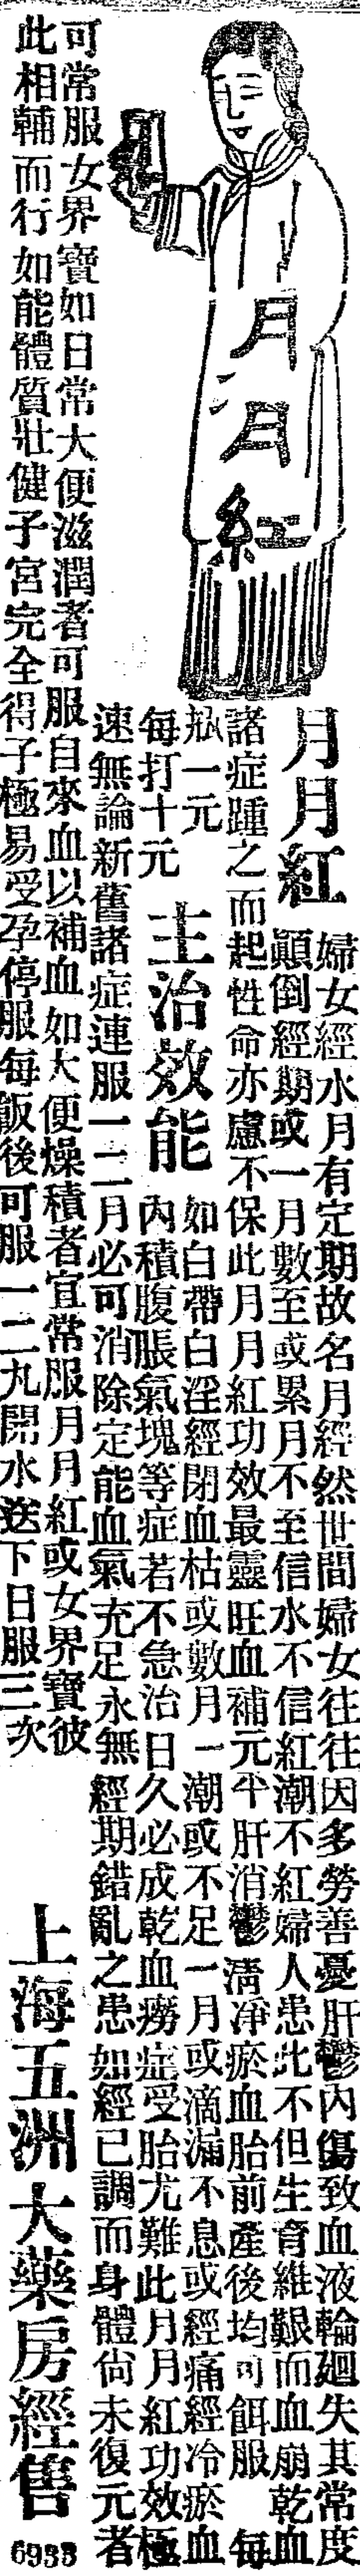 月月紅
月月紅
婦女經水月有定期故名月經然世間婦女往往因多勞善憂肝鬱內傷致血液輪廻失其常度
顚倒經期或一月數至或累月不至信水不信紅潮不紅婦人患此不但生育維艱而血崩乾血
諸症踵之而起性命亦慮不保此月月紅功效最靈旺血補元平肝消鬱淸凈瘀血胎前產後均可餌服 每
瓶一元
每打十元
主治效能
如白帶白淫經閉血枯或數月一潮或不足一月或滴漏不息或經痛經冷瘀血
內積腹脹氣塊等症若不急治日久必成乾血癆症受胎尤難此月月紅功效極
速無論新舊諸症連服一二月必可消除定能血氣充足永無經期錯亂之患如經已調而身體尙未復元者
可常服女界寶如日常大便滋潤者可服自來血以補血如大便燥積者宜常服月月紅或女界寶彼
此相輔而行如能體質壯健子宮完全得子極易受孕停服每飯後可服一二丸開水送下日服三次
上海五洲大藥房經售
6933